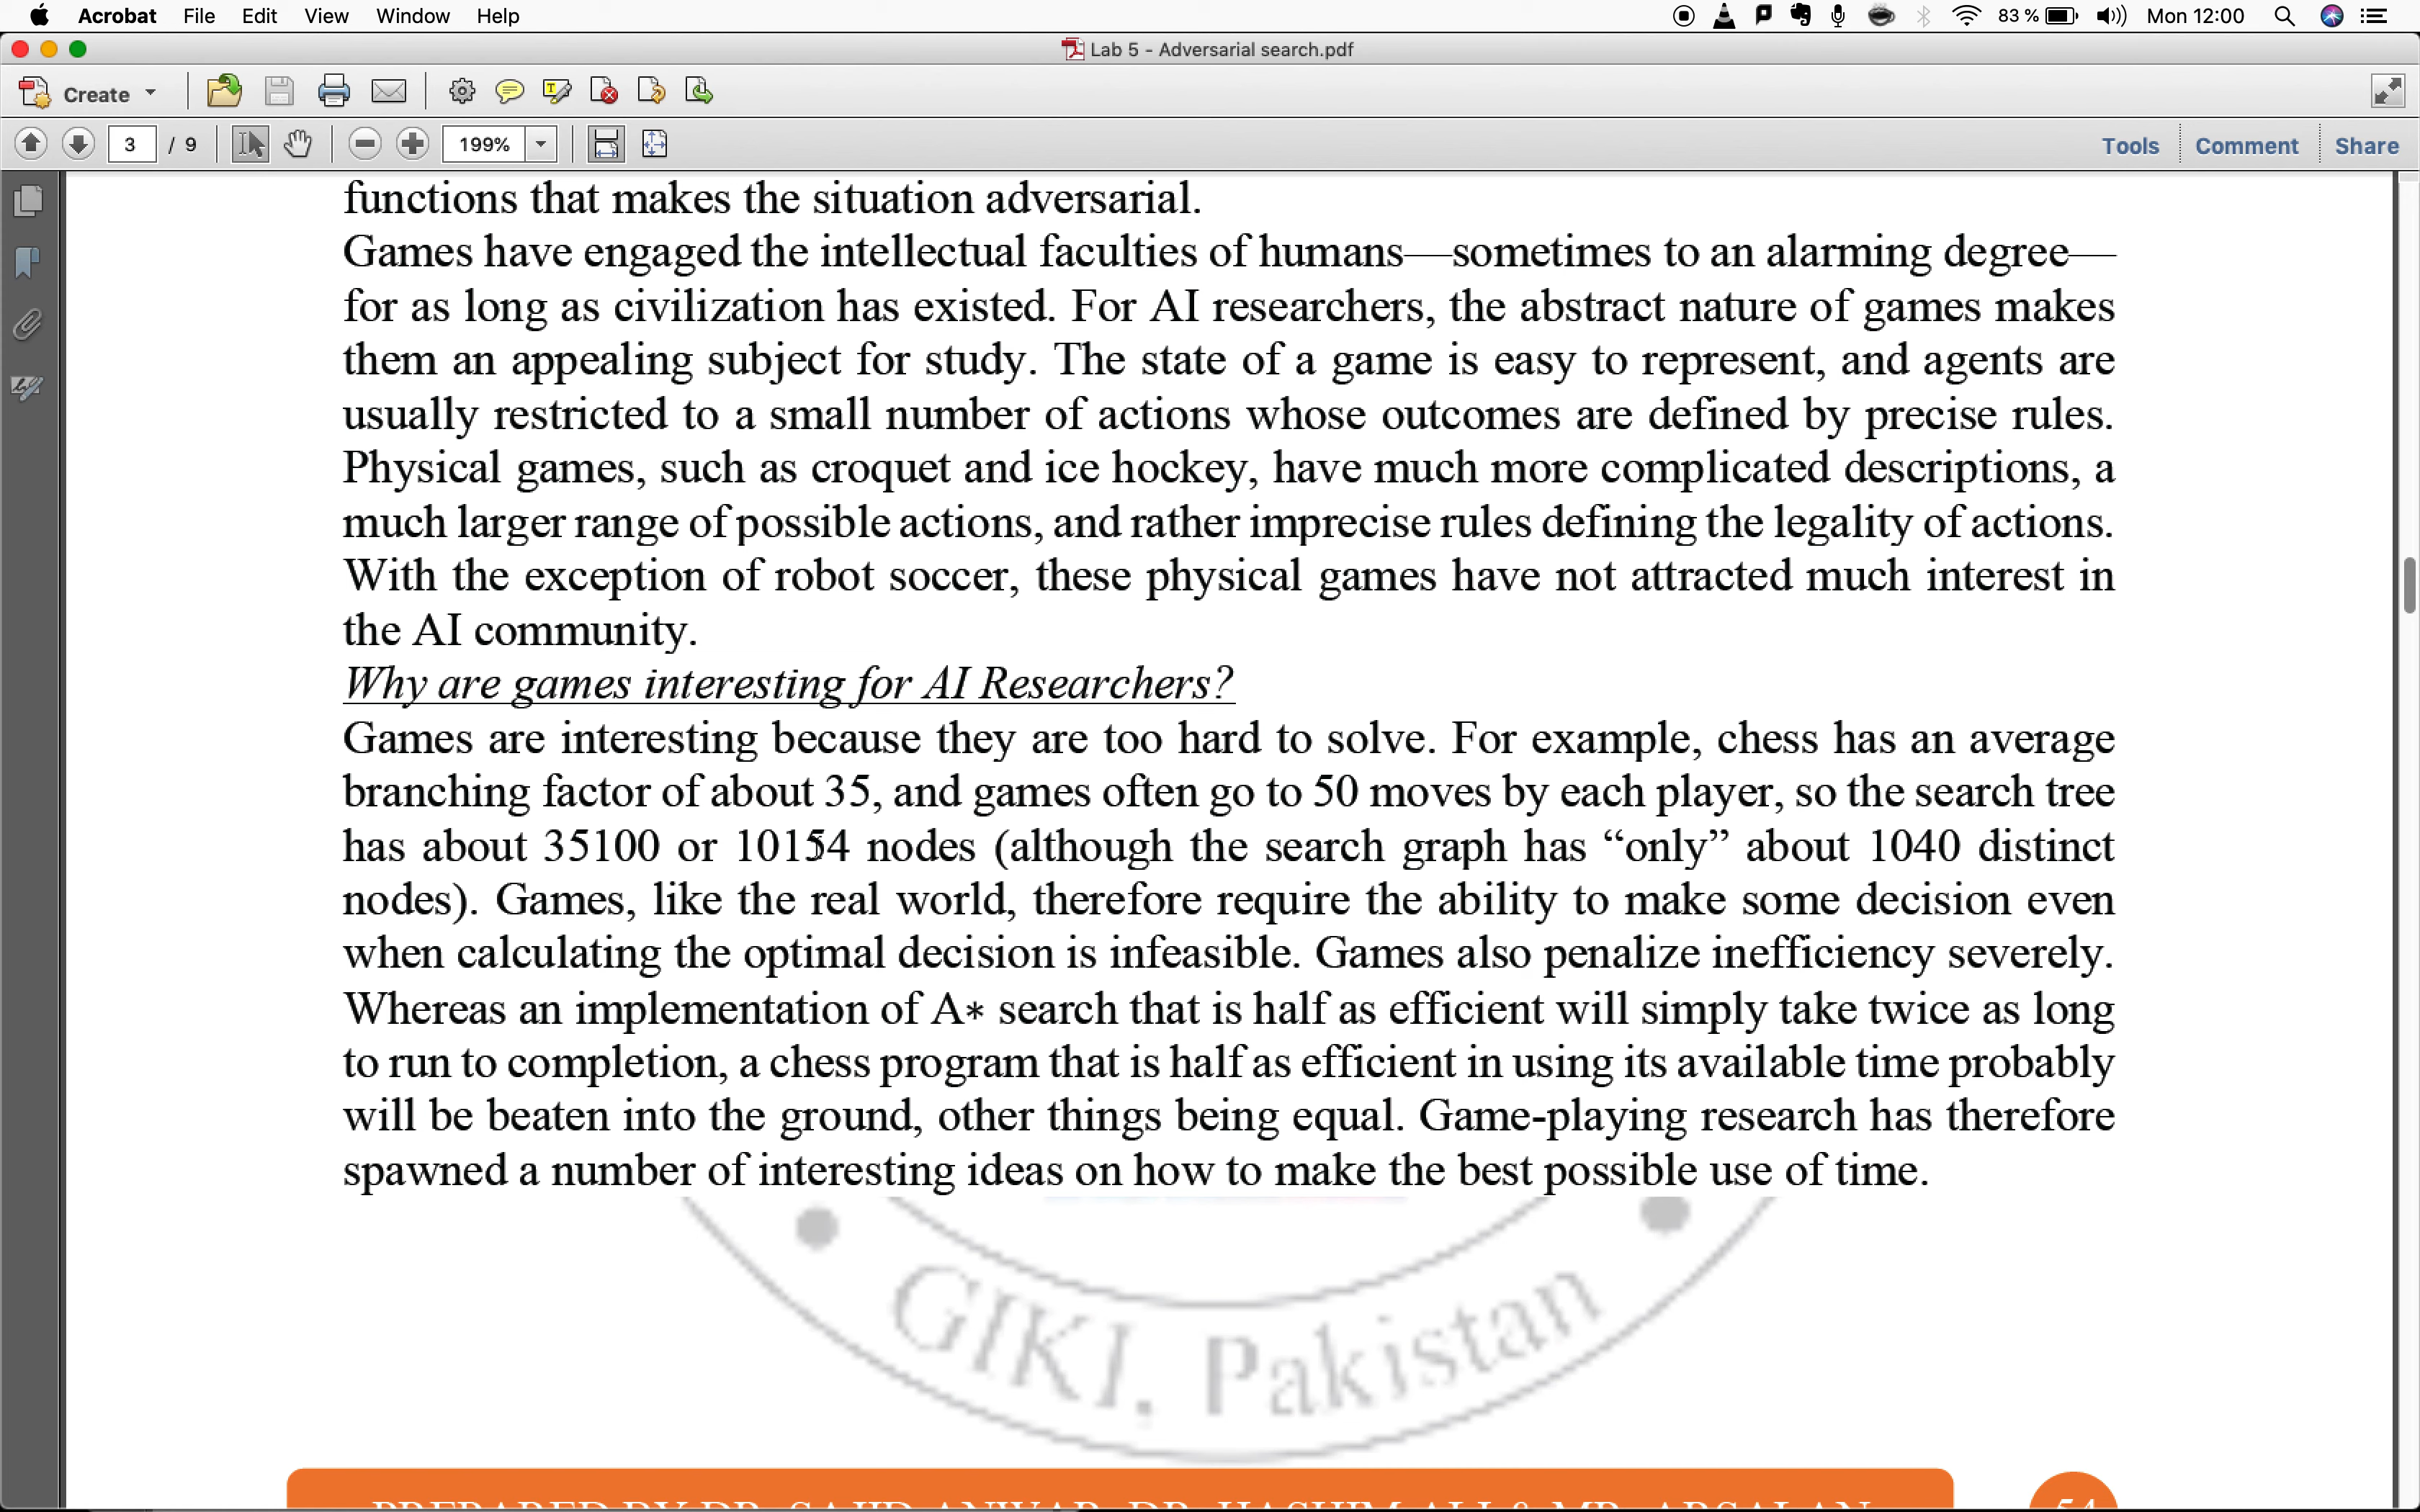 Acrobat File Edit View Window Help 83 % Mon 12:00
Lab 5 - Adversarial search.pdf
Create
3 / 9 199% Tools Comment Share
functions that makes the situation adversarial.
Games have engaged the intellectual faculties of humans—sometimes to an alarming degree—
for as long as civilization has existed. For AI researchers, the abstract nature of games makes
them an appealing subject for study. The state of a game is easy to represent, and agents are
usually restricted to a small number of actions whose outcomes are defined by precise rules.
Physical games, such as croquet and ice hockey, have much more complicated descriptions, a
much larger range of possible actions, and rather imprecise rules defining the legality of actions.
With the exception of robot soccer, these physical games have not attracted much interest in
the AI community.
Why are games interesting for AI Researchers?
Games are interesting because they are too hard to solve. For example, chess has an average
branching factor of about 35, and games often go to 50 moves by each player, so the search tree
has about 35100 or 10154 nodes (although the search graph has “only” about 1040 distinct
nodes). Games, like the real world, therefore require the ability to make some decision even
when calculating the optimal decision is infeasible. Games also penalize inefficiency severely.
Whereas an implementation of A* search that is half as efficient will simply take twice as long
to run to completion, a chess program that is half as efficient in using its available time probably
will be beaten into the ground, other things being equal. Game-playing research has therefore
spawned a number of interesting ideas on how to make the best possible use of time.
GIKI, Pakistan
PREPARED BY DR. SAJID ANWAR, DR. HASHIM ALI & MR. ARSALAN
54